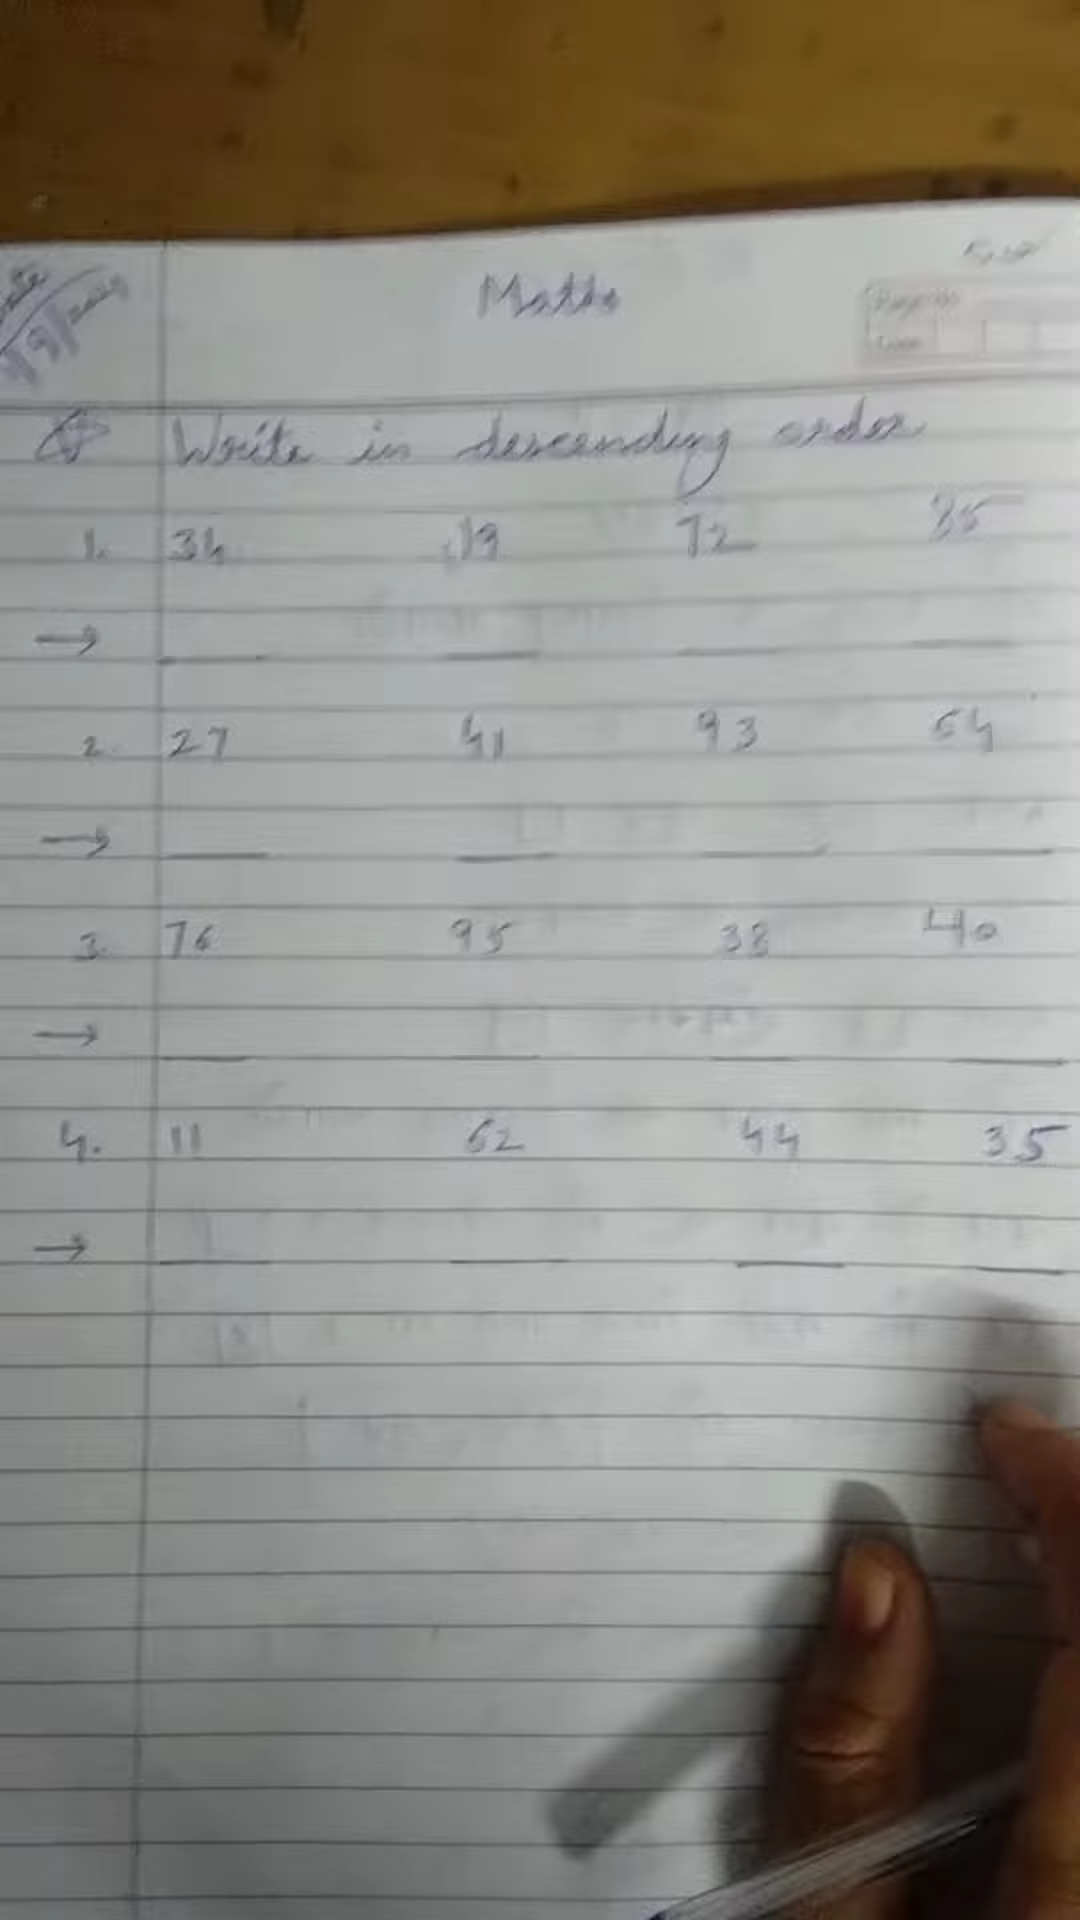 Maths
Q Write in descending order
1. 34 19 72 85
→
2. 27 41 93 54
→
3. 76 95 38 40
→
4. 11 62 44 35
→